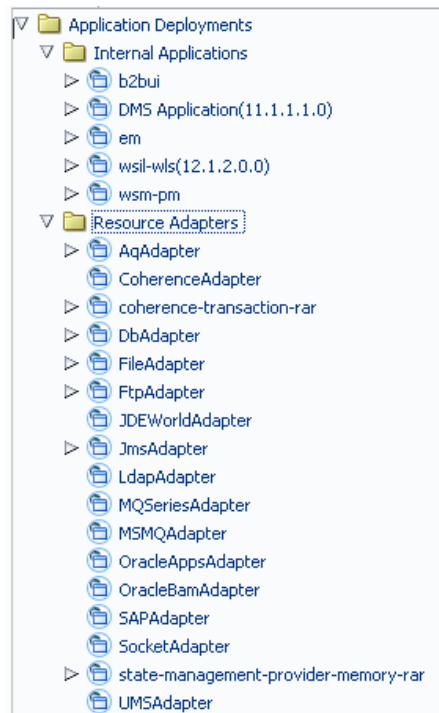 Application Deployments
Internal Applications
b2bui
DMS Application(11.1.1.1.0)
em
wsil-wls(12.1.2.0.0)
wsm-pm
Resource Adapters
AqAdapter
CoherenceAdapter
coherence-transaction-rar
DbAdapter
FileAdapter
FtpAdapter
JDEWorldAdapter
JmsAdapter
LdapAdapter
MQSeriesAdapter
MSMQAdapter
OracleAppsAdapter
OracleBamAdapter
SAPAdapter
SocketAdapter
state-management-provider-memory-rar
UMSAdapter